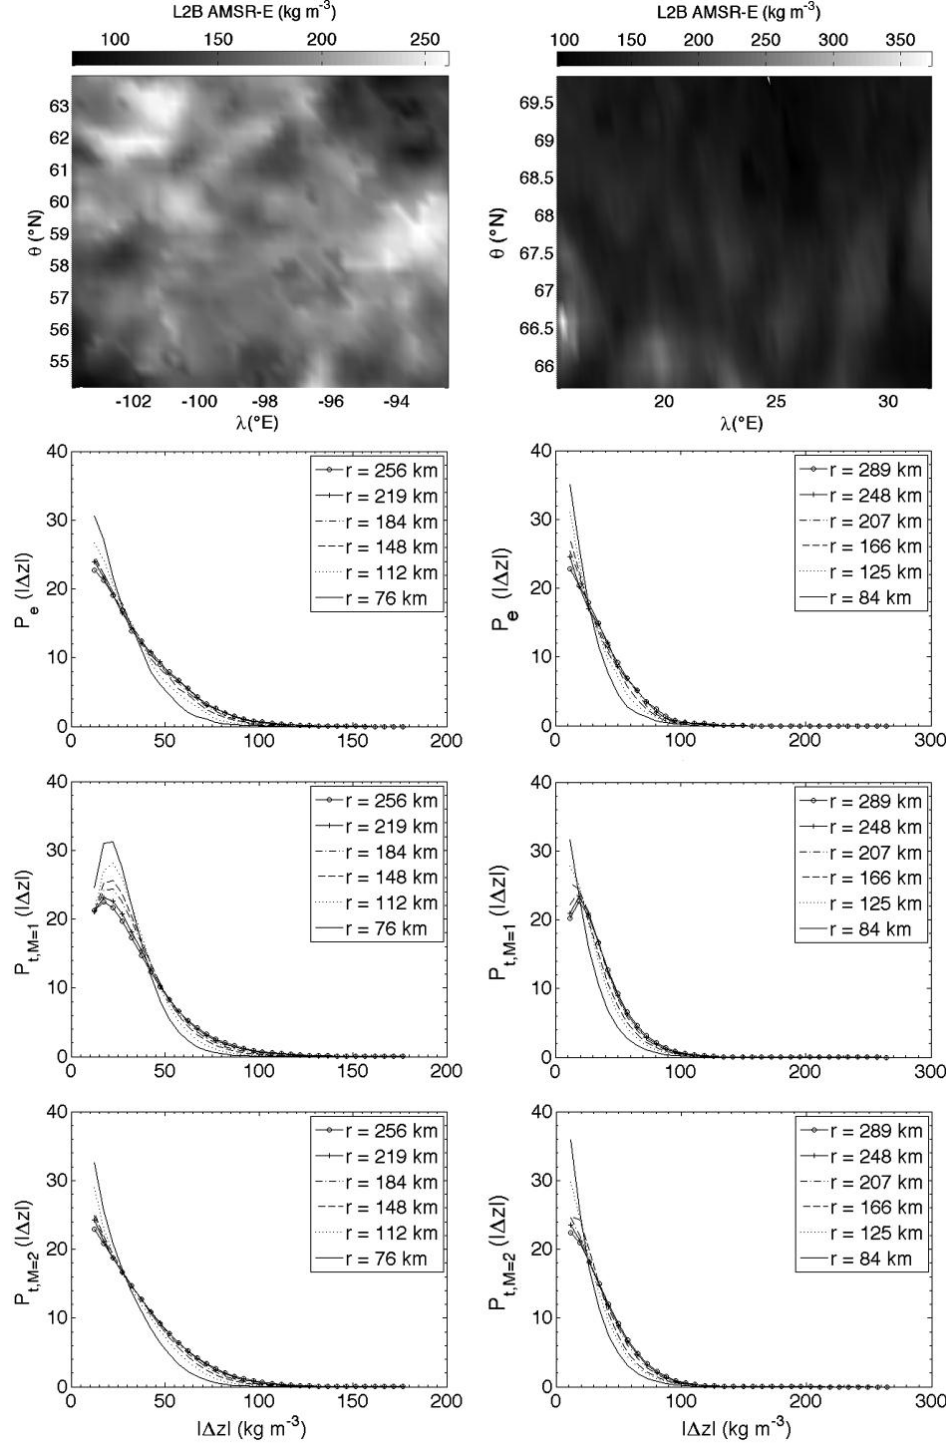 L2B AMSR-E (kg m⁻³)
100 150 200 250
63
62
61
60
59
58
57
56
55
θ (°N)
-102 -100 -98 -96 -94
λ(°E)
L2B AMSR-E (kg m⁻³)
100 150 200 250 300 350
69.5
69
68.5
68
67.5
67
66.5
66
θ (°N)
20 25 30
λ(°E)
40
30
20
10
0
Pₑ (|Δz|)
r = 256 km
r = 219 km
r = 184 km
r = 148 km
r = 112 km
r = 76 km
0 50 100 150 200
40
30
20
10
0
Pₑ (|Δz|)
r = 289 km
r = 248 km
r = 207 km
r = 166 km
r = 125 km
r = 84 km
0 100 200 300
40
30
20
10
0
P_{t,M=1} (|Δz|)
r = 256 km
r = 219 km
r = 184 km
r = 148 km
r = 112 km
r = 76 km
0 50 100 150 200
40
30
20
10
0
P_{t,M=1} (|Δz|)
r = 289 km
r = 248 km
r = 207 km
r = 166 km
r = 125 km
r = 84 km
0 100 200 300
40
30
20
10
0
P_{t,M=2} (|Δz|)
r = 256 km
r = 219 km
r = 184 km
r = 148 km
r = 112 km
r = 76 km
0 50 100 150 200
|Δz| (kg m⁻³)
40
30
20
10
0
P_{t,M=2} (|Δz|)
r = 289 km
r = 248 km
r = 207 km
r = 166 km
r = 125 km
r = 84 km
0 100 200 300
|Δz| (kg m⁻³)